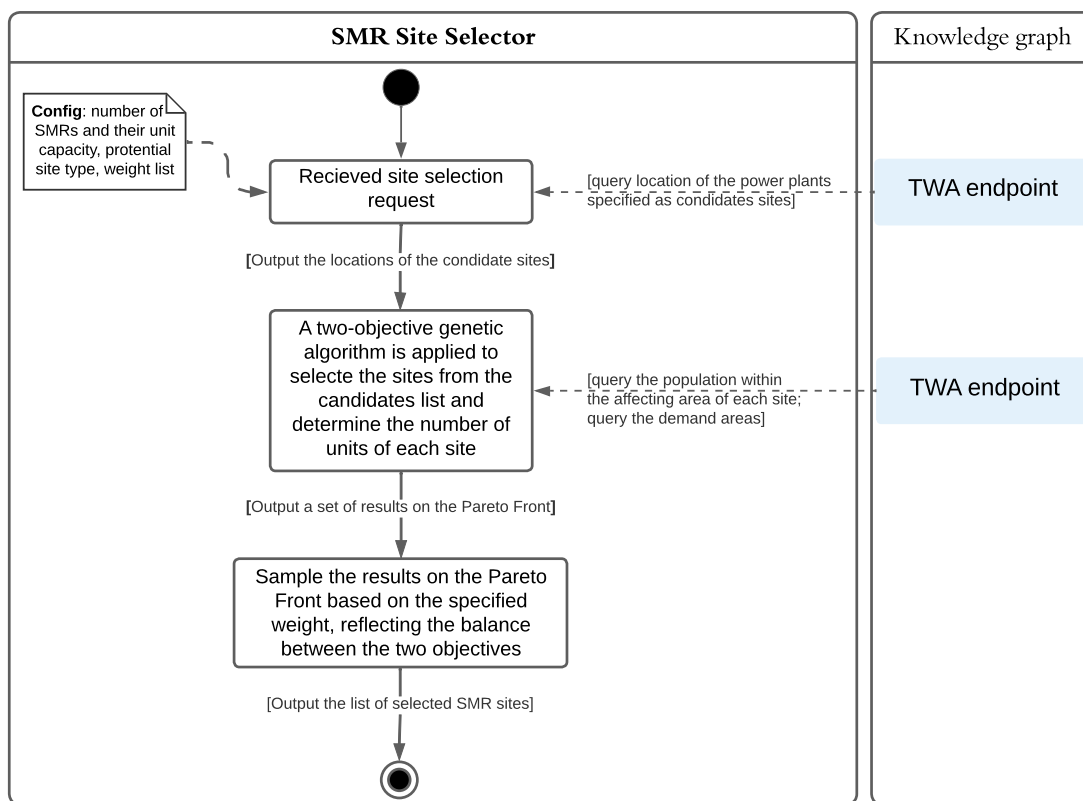 SMR Site Selector
Knowledge graph
Config: number of
SMRs and their unit
capacity, protential
site type, weight list
Recieved site selection
request
[query location of the power plants
specified as condidates sites]
TWA endpoint
[Output the locations of the condidate sites]
A two-objective genetic
algorithm is applied to
selecte the sites from the
candidates list and
determine the number of
units of each site
[query the population within
the affecting area of each site;
query the demand areas]
TWA endpoint
[Output a set of results on the Pareto Front]
Sample the results on the Pareto
Front based on the specified
weight, reflecting the balance
between the two objectives
[Output the list of selected SMR sites]